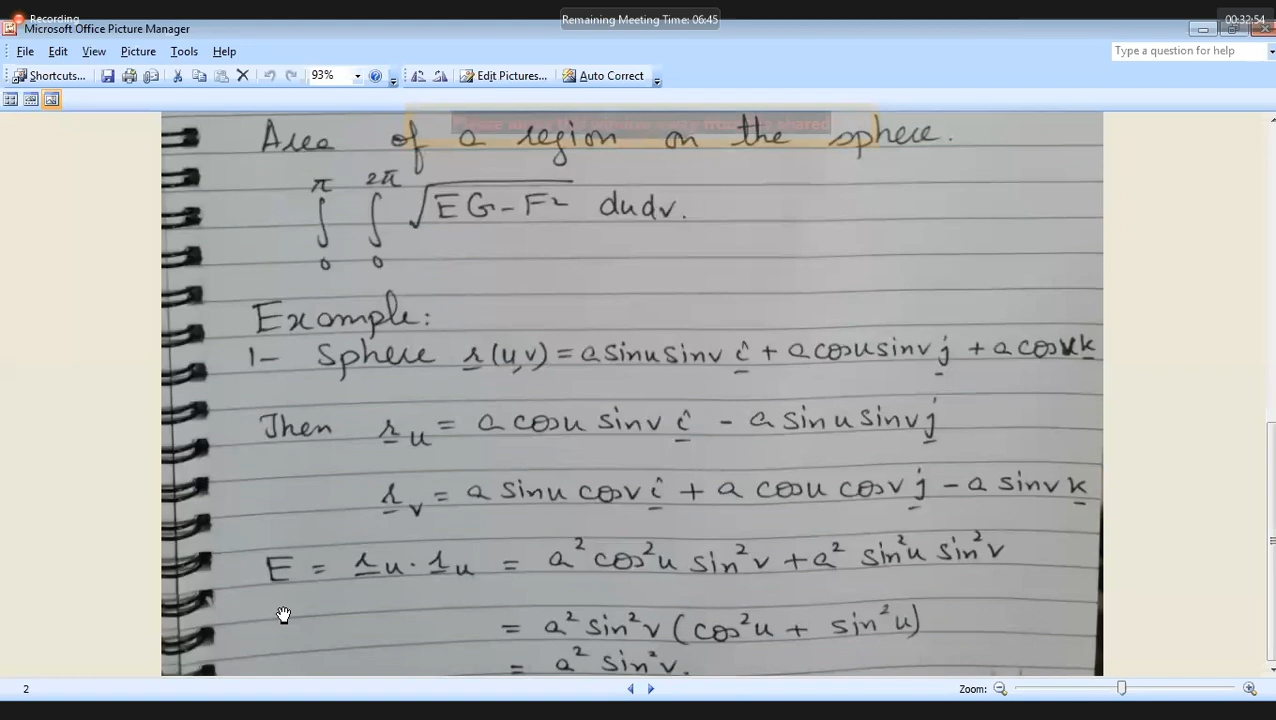 Recording
Remaining Meeting Time: 06:45
00:32:54
Microsoft Office Picture Manager
File Edit View Picture Tools Help
Type a question for help
Shortcuts... 93% Edit Pictures... Auto Correct
Area of a region on the sphere.
∫₀^π ∫₀^2π √(EG-F²) dudv.
Example:
1- Sphere r(u,v) = a sinu sinv i + a cosu sinv j + a cosv k
Then r_u = a cosu sinv i - a sinu sinv j
r_v = a sinu cosv i + a cosu cosv j - a sinv k
E = r_u · r_u = a² cos²u sin²v + a² sin²u sin²v
= a² sin²v (cos²u + sin²u)
= a² sin²v.
2
Zoom: